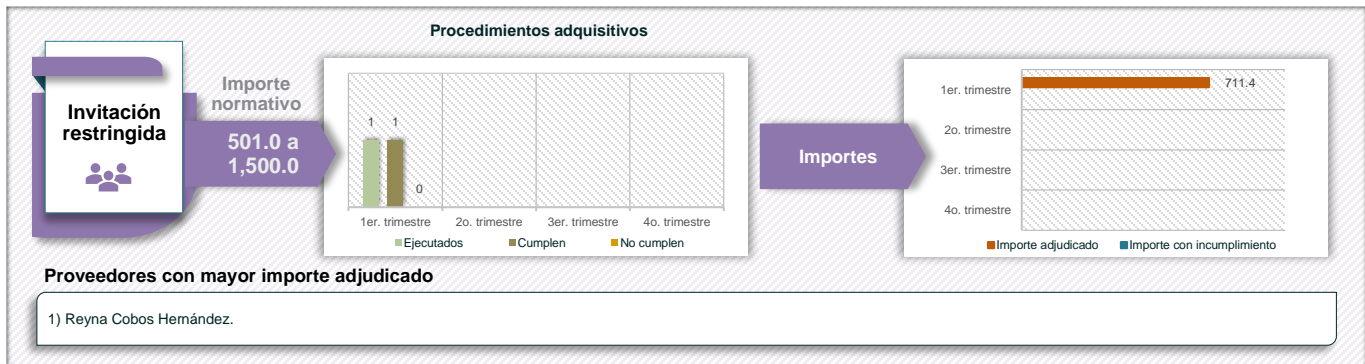 Procedimientos adquisitivos
Invitación
restringida
Importe
normativo
501.0 a
1,500.0
1
1
0
1er. trimestre
2o. trimestre
3er. trimestre
4o. trimestre
Ejecutados
Cumplen
No cumplen
Importes
1er. trimestre
711.4
2o. trimestre
3er. trimestre
4o. trimestre
Importe adjudicado
Importe con incumplimiento
Proveedores con mayor importe adjudicado
1) Reyna Cobos Hernández.